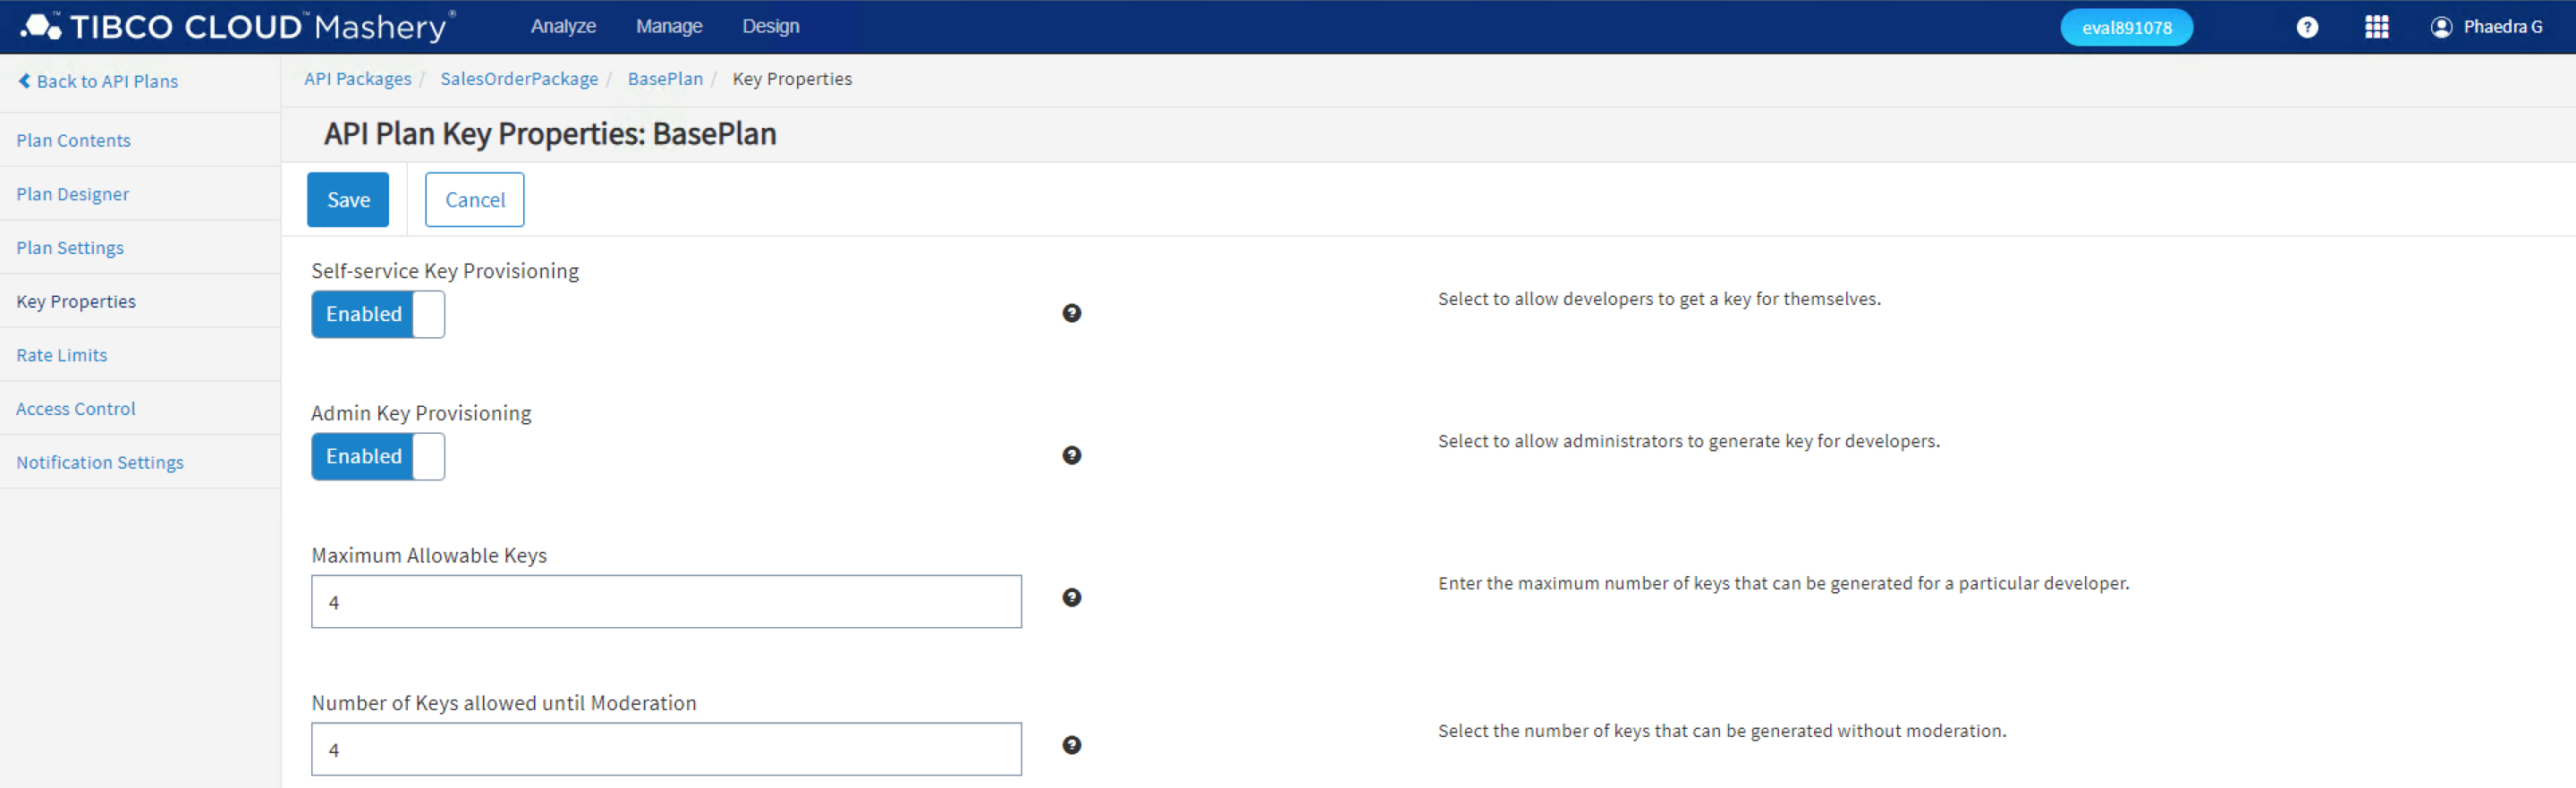 TIBCO CLOUD™ Mashery®
Analyze Manage Design
eval891078
Phaedra G
Back to API Plans
Plan Contents
Plan Designer
Plan Settings
Key Properties
Rate Limits
Access Control
Notification Settings
API Packages / SalesOrderPackage / BasePlan / Key Properties
API Plan Key Properties: BasePlan
Save Cancel
Self-service Key Provisioning
Enabled
Select to allow developers to get a key for themselves.
Admin Key Provisioning
Enabled
Select to allow administrators to generate key for developers.
Maximum Allowable Keys
4
Enter the maximum number of keys that can be generated for a particular developer.
Number of Keys allowed until Moderation
4
Select the number of keys that can be generated without moderation.